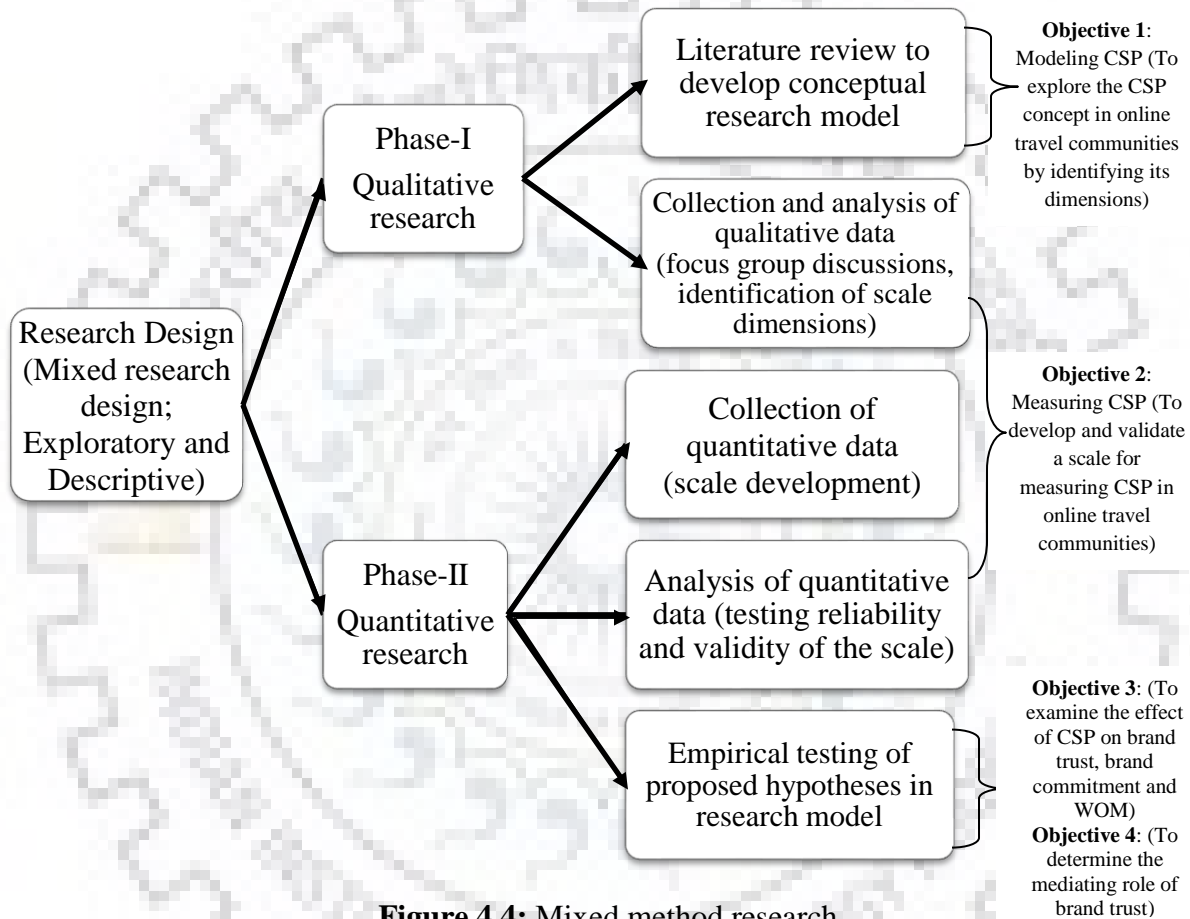 Literature review to
develop conceptual
research model
Objective 1:
Modeling CSP (To
explore the CSP
concept in online
travel communities
by identifying its
dimensions)
Phase-I
Qualitative
research
Collection and analysis of
qualitative data
(focus group discussions,
identification of scale
dimensions)
Research Design
(Mixed research
design;
Exploratory and
Descriptive)
Collection of
quantitative data
(scale development)
Objective 2:
Measuring CSP (To
develop and validate
a scale for
measuring CSP in
online travel
communities)
Phase-II
Quantitative
research
Analysis of quantitative
data (testing reliability
and validity of the scale)
Empirical testing of
proposed hypotheses in
research model
Objective 3: (To
examine the effect
of CSP on brand
trust, brand
commitment and
WOM)
Objective 4: (To
determine the
mediating role of
brand trust)
Figure 4.4: Mixed method research